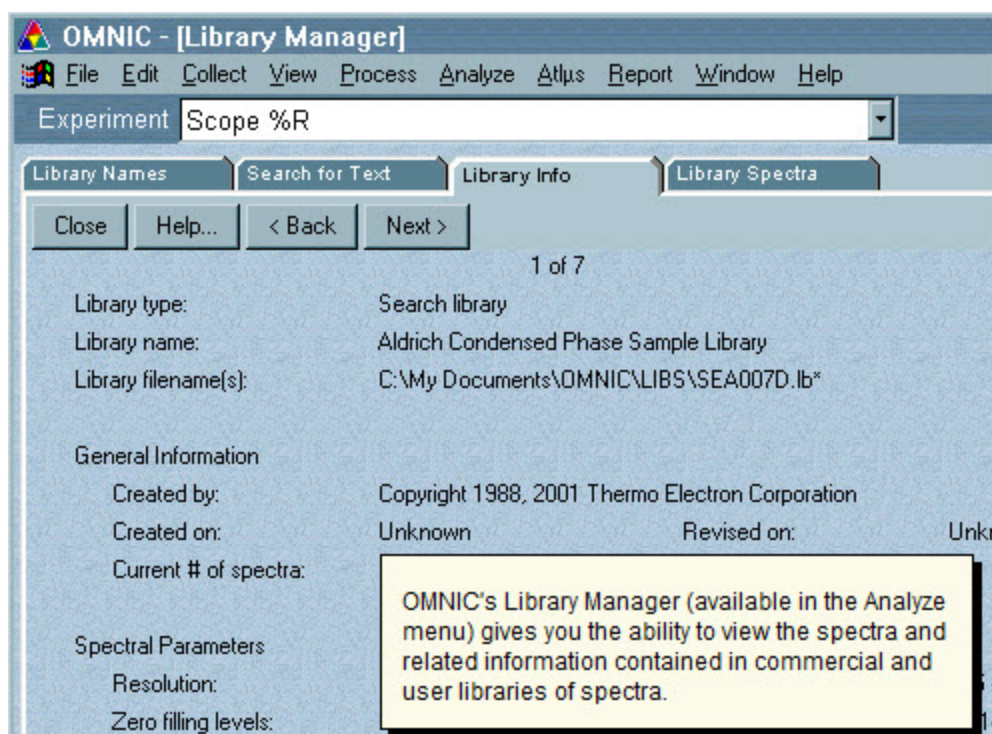 OMNIC - [Library Manager]
File Edit Collect View Process Analyze Atlµs Report Window Help
Experiment Scope %R
Library Names Search for Text Library Info Library Spectra
Close Help... < Back Next >
1 of 7
Library type: Search library
Library name: Aldrich Condensed Phase Sample Library
Library filename(s): C:\My Documents\OMNIC\LIBS\SEA007D.lb*
General Information
Created by: Copyright 1988, 2001 Thermo Electron Corporation
Created on: Unknown Revised on:
Current # of spectra:
OMNIC's Library Manager (available in the Analyze
menu) gives you the ability to view the spectra and
related information contained in commercial and
user libraries of spectra.
Spectral Parameters
Resolution:
Zero filling levels: